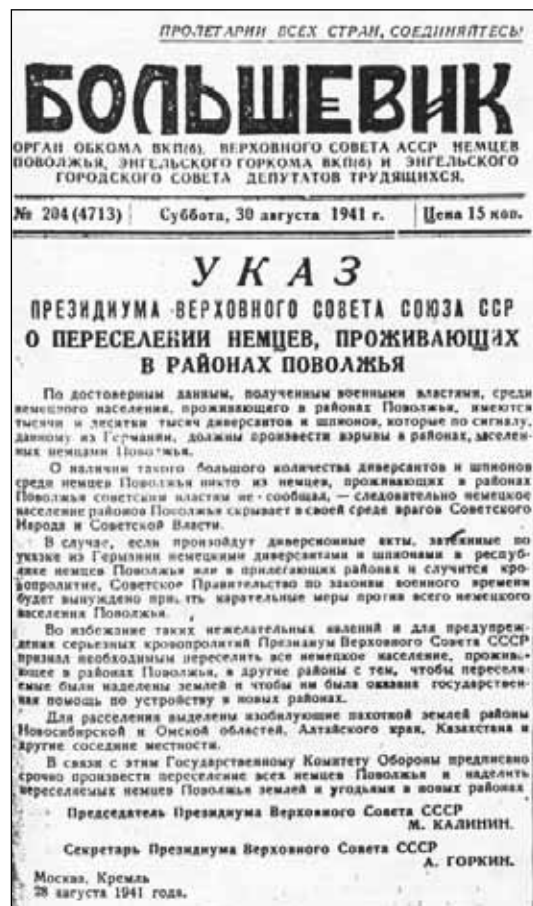 ПРОЛЕТАРИИ ВСЕХ СТРАН, СОЕДИНЯЙТЕСЬ!
БОЛЬШЕВИК
ОРГАН ОБКОМА ВКП(б), ВЕРХОВНОГО СОВЕТА АССР НЕМЦЕВ
ПОВОЛЖЬЯ, ЭНГЕЛЬСКОГО ГОРКОМА ВКП(б) И ЭНГЕЛЬСКОГО
ГОРОДСКОГО СОВЕТА ДЕПУТАТОВ ТРУДЯЩИХСЯ.
№ 204 (4713) Суббота, 30 августа 1941 г. Цена 15 коп.
УКАЗ
ПРЕЗИДИУМА ВЕРХОВНОГО СОВЕТА СОЮЗА ССР
О ПЕРЕСЕЛЕНИИ НЕМЦЕВ, ПРОЖИВАЮЩИХ
В РАЙОНАХ ПОВОЛЖЬЯ
По достоверным данным, полученным военными властями, среди
немецкого населения, проживающего в районах Поволжья, имеются
тысячи и десятки тысяч диверсантов и шпионов, которые по сигналу,
данному из Германии, должны произвести взрывы в районах, заселен-
ных немцами Поволжья.
О наличии такого большого количества диверсантов и шпионов
среди немцев Поволжья никто из немцев, проживающих в районах
Поволжья советским властям не сообщал, — следовательно немецкое
население районов Поволжья скрывает в своей среде врагов Советского
Народа и Советской Власти.
В случае, если произойдут диверсионные акты, затеянные по
указке из Германии немецкими диверсантами и шпионами в респуб-
лике немцев Поволжья или в прилегающих районах и случится кро-
вопролитие, Советское Правительство по законам военного времени
будет вынуждено принять карательные меры против всего немецкого
населения Поволжья.
Во избежание таких нежелательных явлений и для предупреж-
дения серьезных кровопролитий Президиум Верховного Совета СССР
признал необходимым переселить все немецкое население, прожива-
ющее в районах Поволжья, в другие районы с тем, чтобы переселя-
емые были наделены землей и чтобы им была оказана государствен-
ная помощь по устройству в новых районах.
Для расселения выделены изобилующие пахотной землей районы
Новосибирской и Омской областей, Алтайского края, Казахстана и
другие соседние местности.
В связи с этим Государственному Комитету Обороны предписано
срочно произвести переселение всех немцев Поволжья и наделить
переселяемых немцев Поволжья землей и угодьями в новых районах
Председатель Президиума Верховного Совета СССР
М. КАЛИНИН.
Секретарь Президиума Верховного Совета СССР
А. ГОРКИН.
Москва, Кремль
28 августа 1941 года.